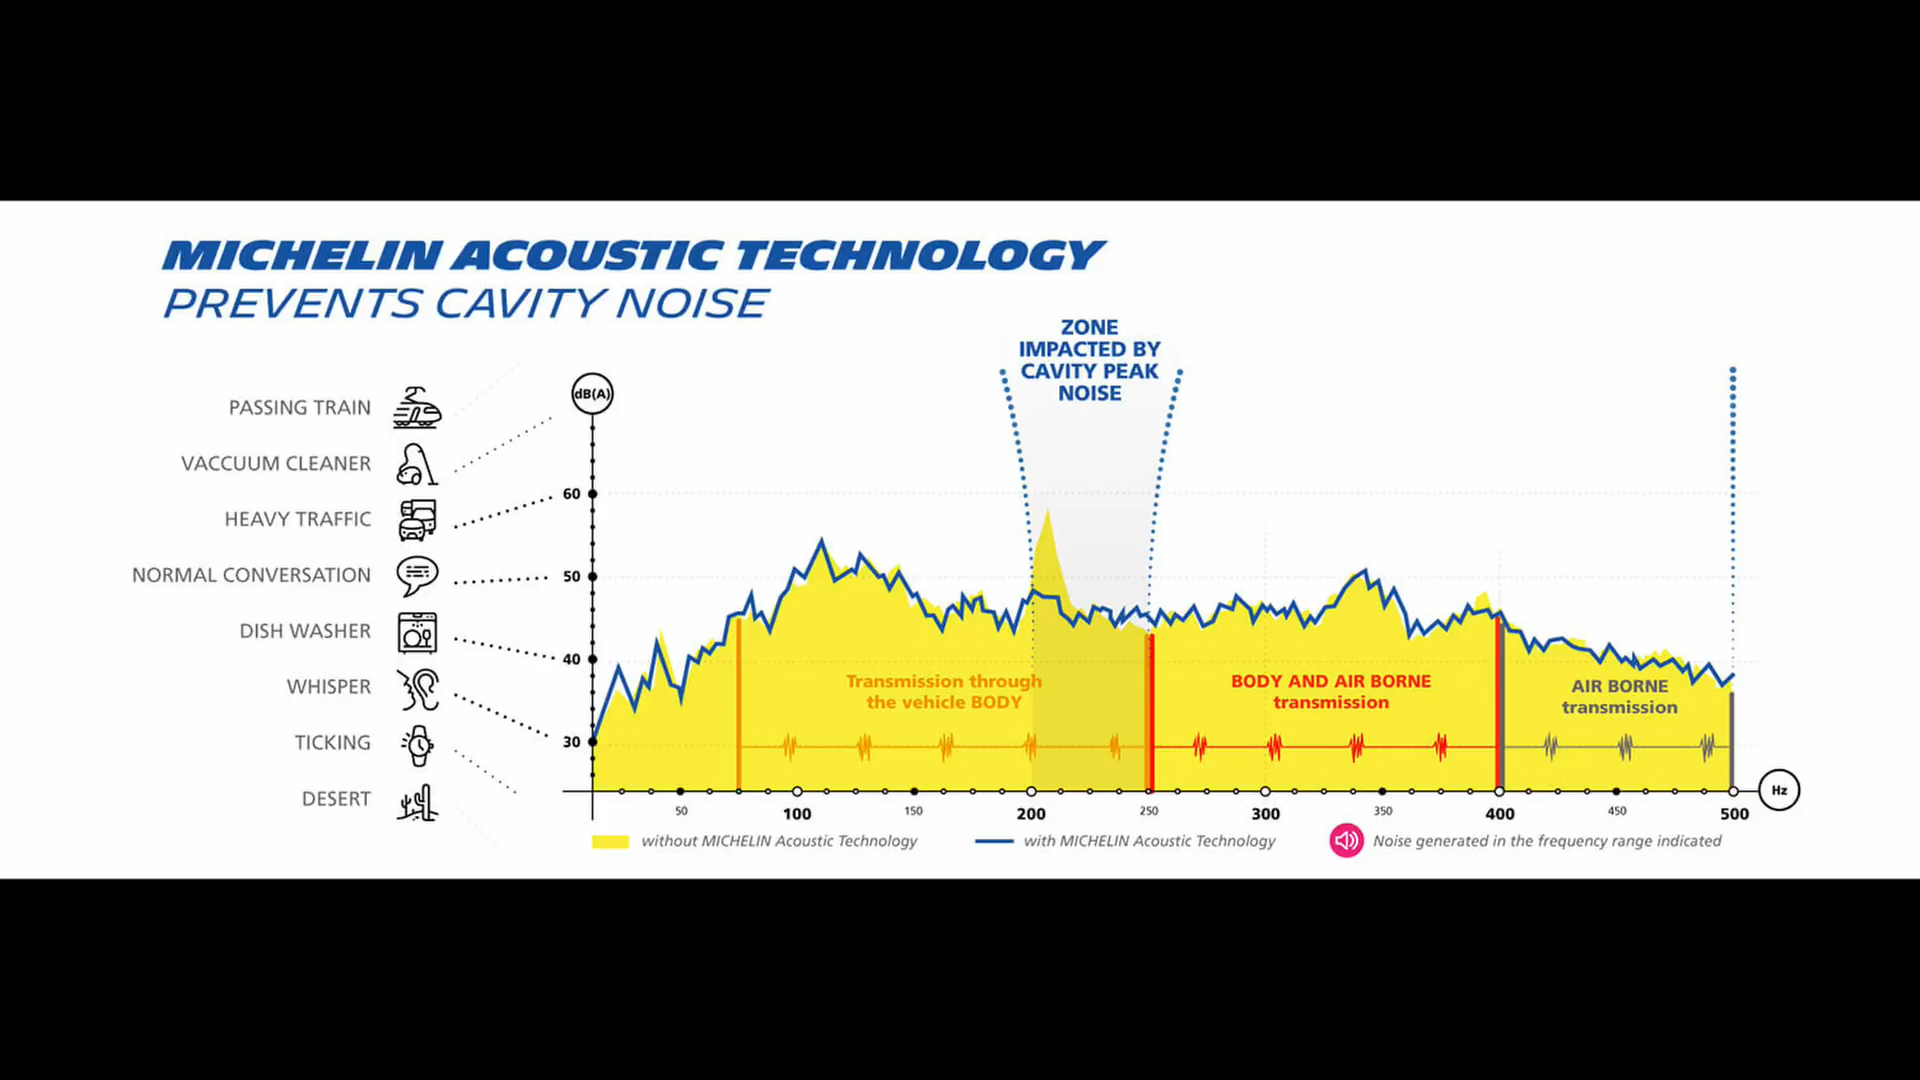 MICHELIN ACOUSTIC TECHNOLOGY
PREVENTS CAVITY NOISE
ZONE
IMPACTED BY
CAVITY PEAK
NOISE
PASSING TRAIN
VACCUUM CLEANER
HEAVY TRAFFIC
NORMAL CONVERSATION
DISH WASHER
WHISPER
TICKING
DESERT
dB(A)
60
50
40
30
Transmission through
the vehicle BODY
BODY AND AIR BORNE
transmission
AIR BORNE
transmission
Hz
50 100 150 200 250 300 350 400 450 500
without MICHELIN Acoustic Technology
with MICHELIN Acoustic Technology
Noise generated in the frequency range indicated